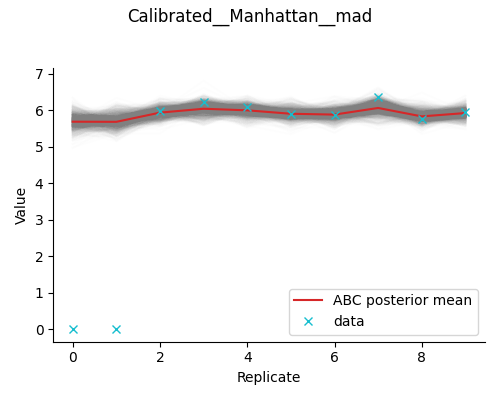 Calibrated__Manhattan__mad
7
6
5
4
3
2
1
0
Value
ABC posterior mean
data
0 2 4 6 8
Replicate